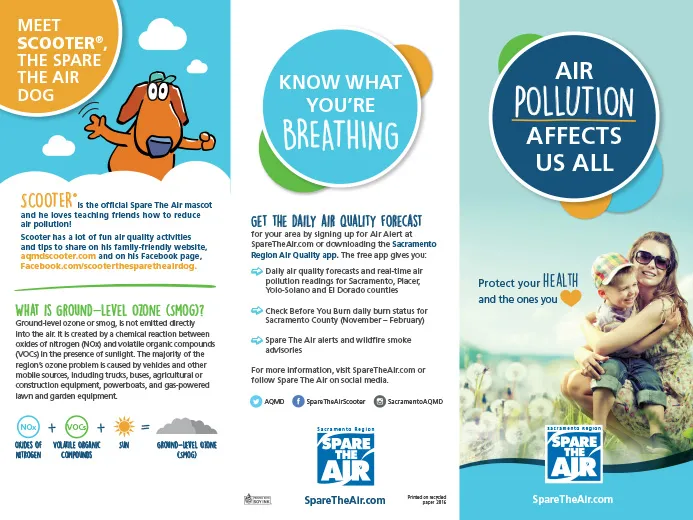 MEET
SCOOTER®,
THE SPARE
THE AIR
DOG
SCOOTER® is the official Spare The Air mascot
and he loves teaching friends how to reduce
air pollution!
Scooter has a lot of fun air quality activities
and tips to share on his family-friendly website,
aqmdscooter.com and on his Facebook page,
Facebook.com/scooterthesparetheairdog.
WHAT IS GROUND-LEVEL OZONE (SMOG)?
Ground-level ozone or smog, is not emitted directly
into the air. It is created by a chemical reaction between
oxides of nitrogen (NOx) and volatile organic compounds
(VOCs) in the presence of sunlight. The majority of the
region's ozone problem is caused by vehicles and other
mobile sources, including trucks, buses, agricultural or
construction equipment, powerboats, and gas-powered
lawn and garden equipment.
NOx + VOCs + =
OXIDES OF
NITROGEN
VOLATILE ORGANIC
COMPOUNDS
SUN
GROUND-LEVEL OZONE
(SMOG)
KNOW WHAT
YOU'RE
BREATHING
GET THE DAILY AIR QUALITY FORECAST
for your area by signing up for Air Alert at
SpareTheAir.com or downloading the Sacramento
Region Air Quality app. The free app gives you:
Daily air quality forecasts and real-time air
pollution readings for Sacramento, Placer,
Yolo-Solano and El Dorado counties
Check Before You Burn daily burn status for
Sacramento County (November – February)
Spare The Air alerts and wildfire smoke
advisories
For more information, visit SpareTheAir.com or
follow Spare The Air on social media.
AQMD SpareTheAirScooter SacramentoAQMD
Sacramento Region
SPARE
THE
AIR
SpareTheAir.com
Printed on recycled
paper 2016
AIR
POLLUTION
AFFECTS
US ALL
Protect your HEALTH
and the ones you
Sacramento Region
SPARE
THE
AIR
SpareTheAir.com